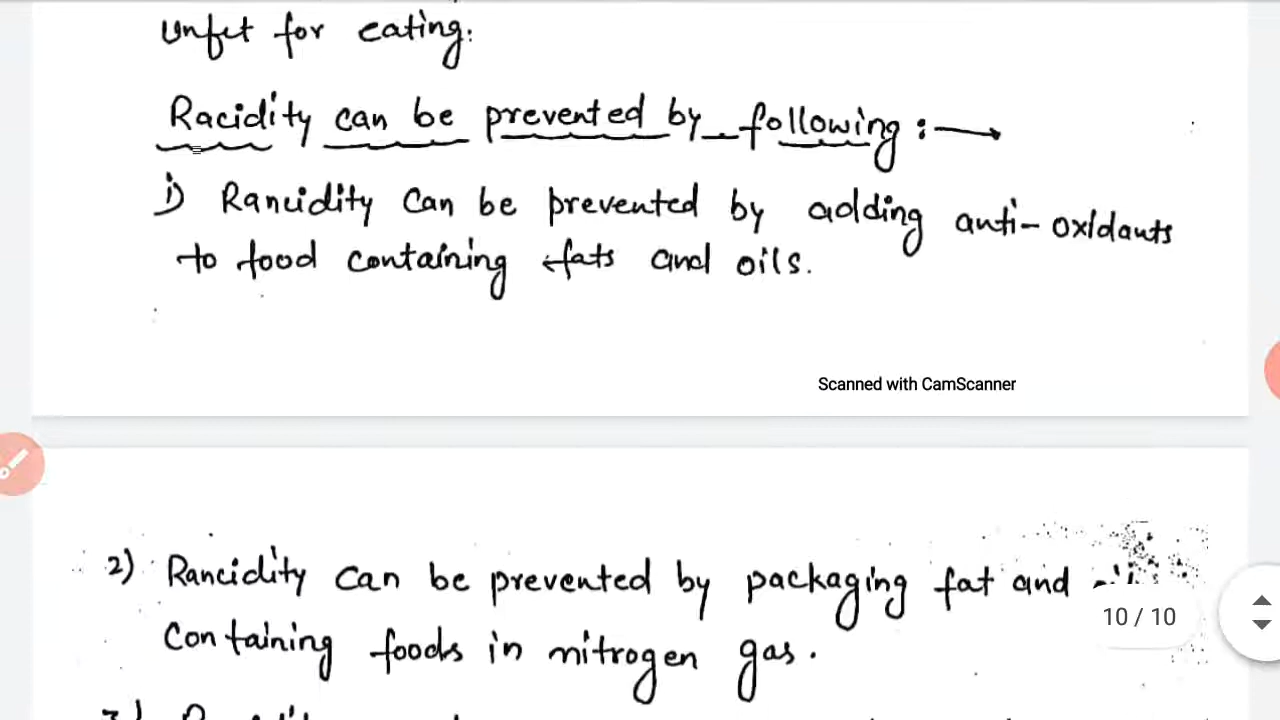 unfit for eating.
Racidity can be prevented by following :→
1) Rancidity can be prevented by adding anti-oxidants
to food containing fats and oils.
Scanned with CamScanner
2) Rancidity can be prevented by packaging fat and
10 / 10
containing foods in nitrogen gas.